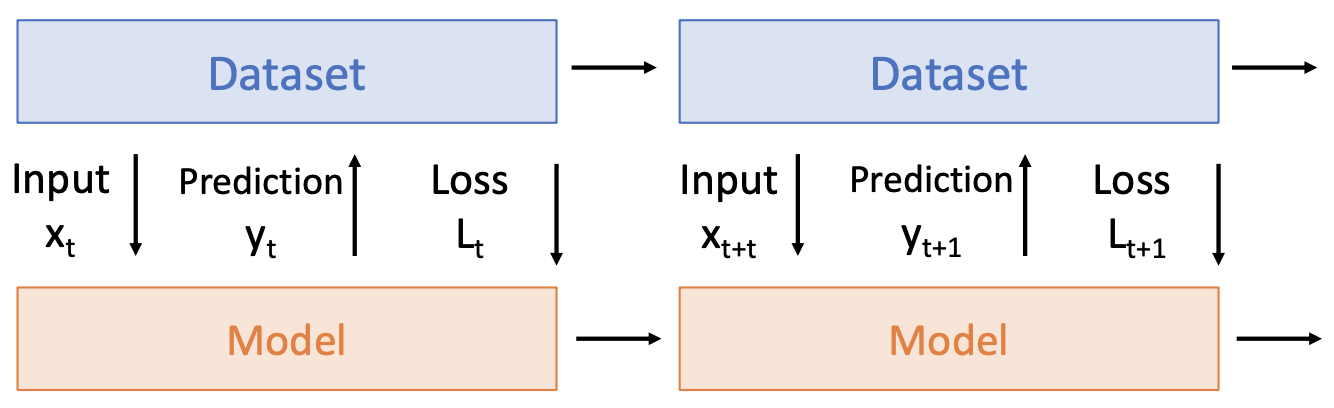 Dataset
Dataset
Input
x_t
Prediction
y_t
Loss
L_t
Input
x_{t+t}
Prediction
y_{t+1}
Loss
L_{t+1}
Model
Model